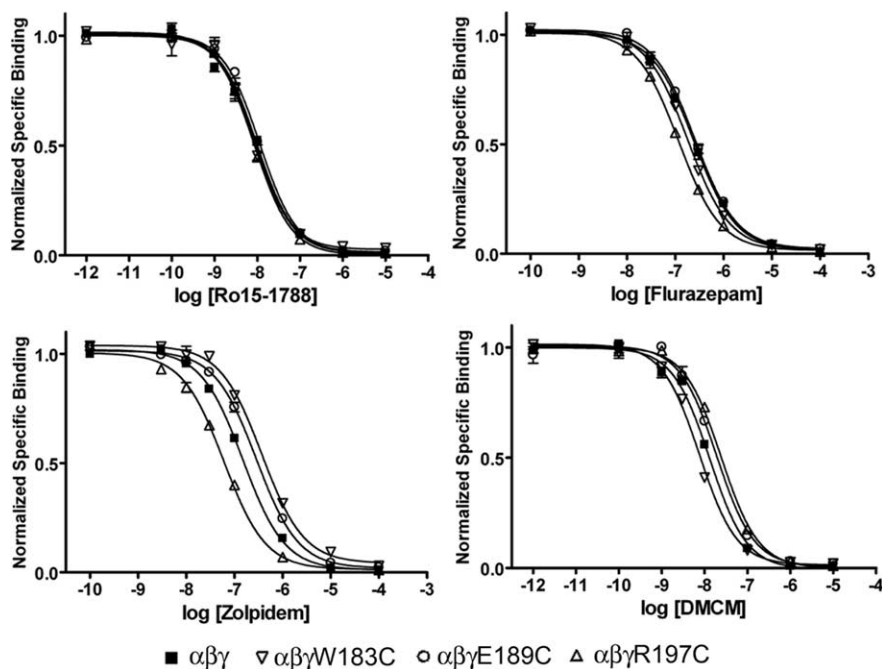 Normalized Specific Binding
1.0
0.5
0.0
-12 -11 -10 -9 -8 -7 -6 -5 -4
log [Ro15-1788]
Normalized Specific Binding
1.0
0.5
0.0
-10 -9 -8 -7 -6 -5 -4 -3
log [Flurazepam]
Normalized Specific Binding
1.0
0.5
0.0
-10 -9 -8 -7 -6 -5 -4 -3
log [Zolpidem]
Normalized Specific Binding
1.0
0.5
0.0
-12 -11 -10 -9 -8 -7 -6 -5 -4
log [DMCM]
■ αβγ ▽ αβγW183C ○ αβγE189C △ αβγR197C